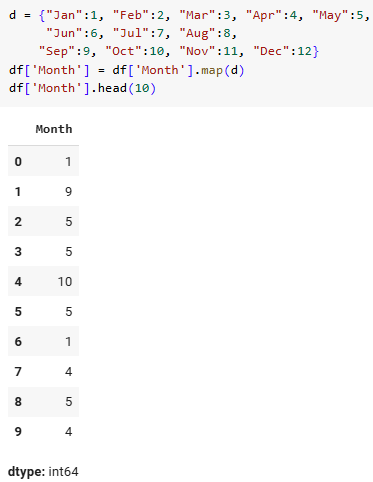 d = {"Jan":1, "Feb":2, "Mar":3, "Apr":4, "May":5,
"Jun":6, "Jul":7, "Aug":8,
"Sep":9, "Oct":10, "Nov":11, "Dec":12}
df['Month'] = df['Month'].map(d)
df['Month'].head(10)
Month
0 1
1 9
2 5
3 5
4 10
5 5
6 1
7 4
8 5
9 4
dtype: int64